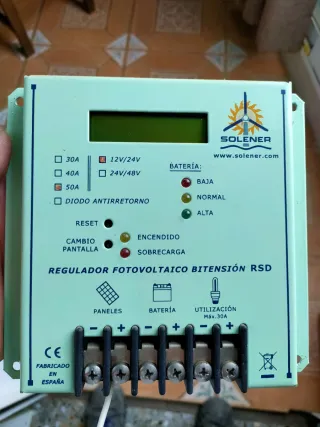 SOLENER
www.solener.com
30A
12V/24V
40A
24V/48V
50A
DIODO ANTIRRETORNO
BATERÍA:
BAJA
NORMAL
ALTA
RESET
CAMBIO
PANTALLA
ENCENDIDO
SOBRECARGA
REGULADOR FOTOVOLTAICO BITENSIÓN RSD
PANELES
BATERÍA
UTILIZACIÓN
Máx.30A
- + - + - +
CE
FABRICADO
EN
ESPAÑA